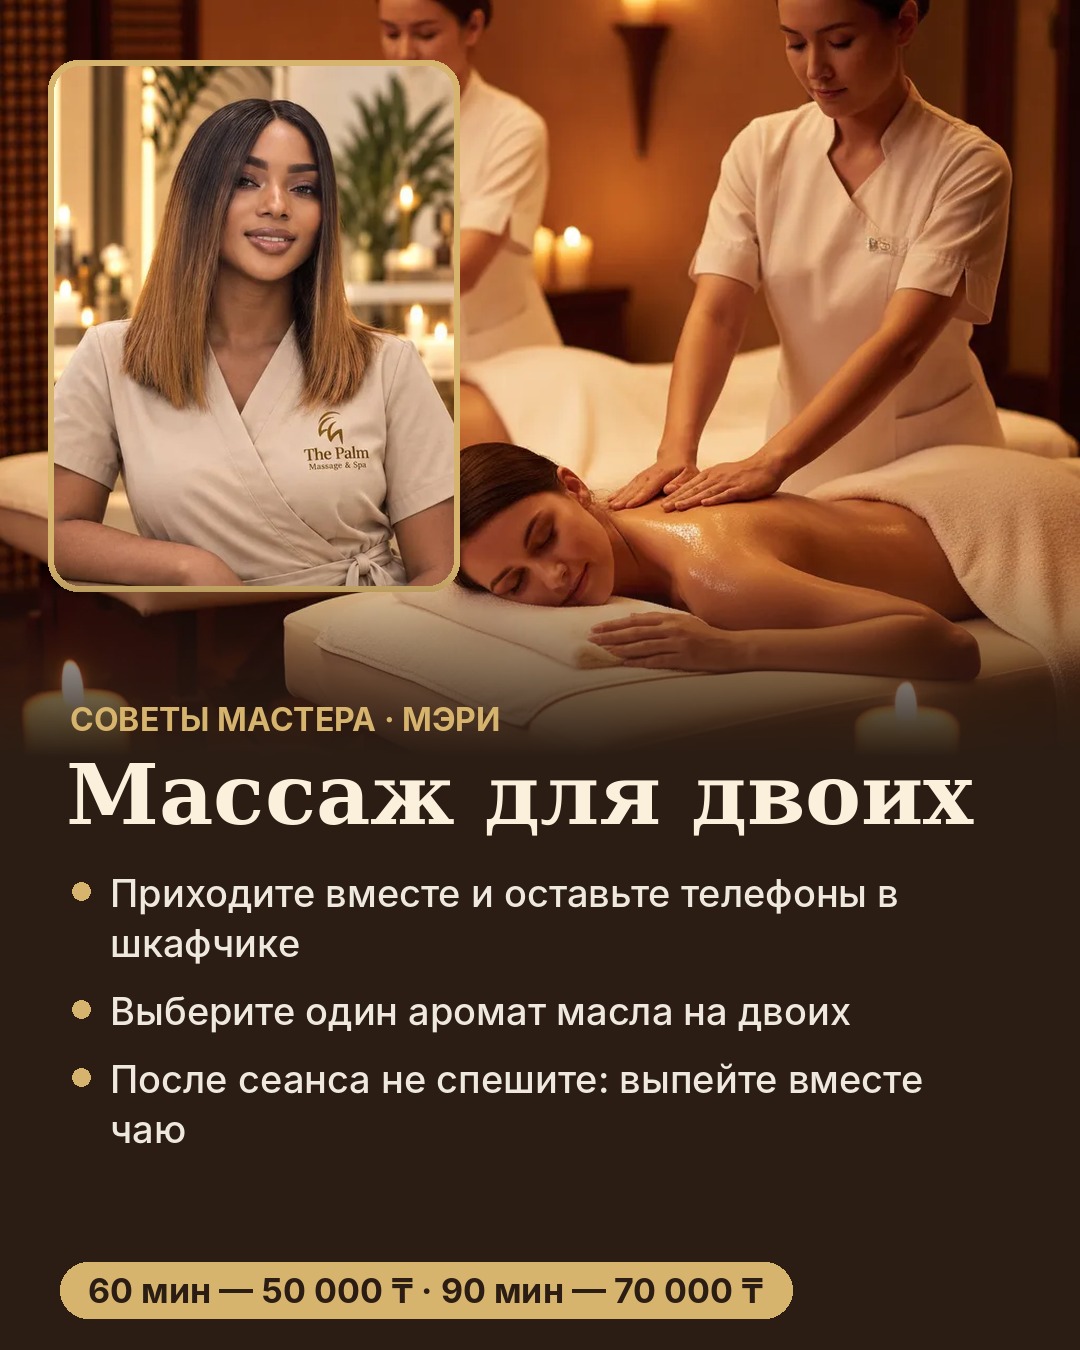 The Palm
Massage & Spa
СОВЕТЫ МАСТЕРА · МЭРИ
Массаж для двоих
Приходите вместе и оставьте телефоны в
шкафчике
Выберите один аромат масла на двоих
После сеанса не спешите: выпейте вместе
чаю
60 мин — 50 000 ₸ · 90 мин — 70 000 ₸